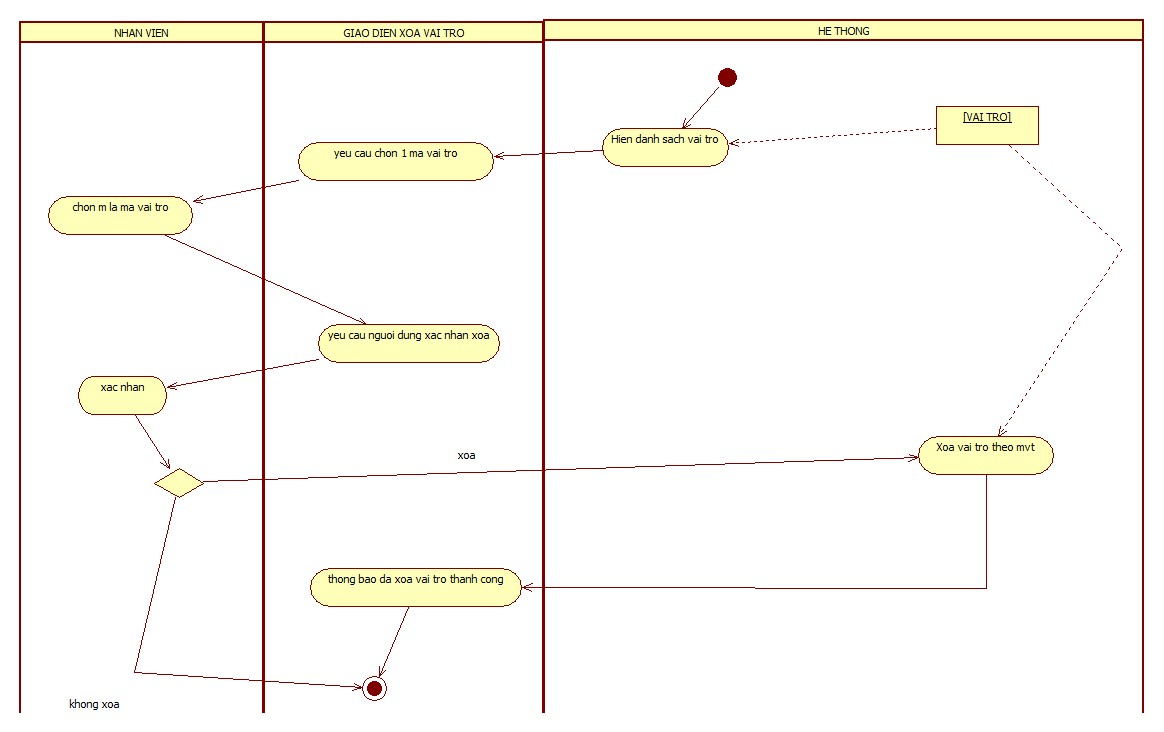 NHAN VIEN
GIAO DIEN XOA VAI TRO
HE THONG
[VAI TRO]
Hien danh sach vai tro
yeu cau chon 1 ma vai tro
chon m la ma vai tro
yeu cau nguoi dung xac nhan xoa
xac nhan
xoa
Xoa vai tro theo mvt
thong bao da xoa vai tro thanh cong
khong xoa